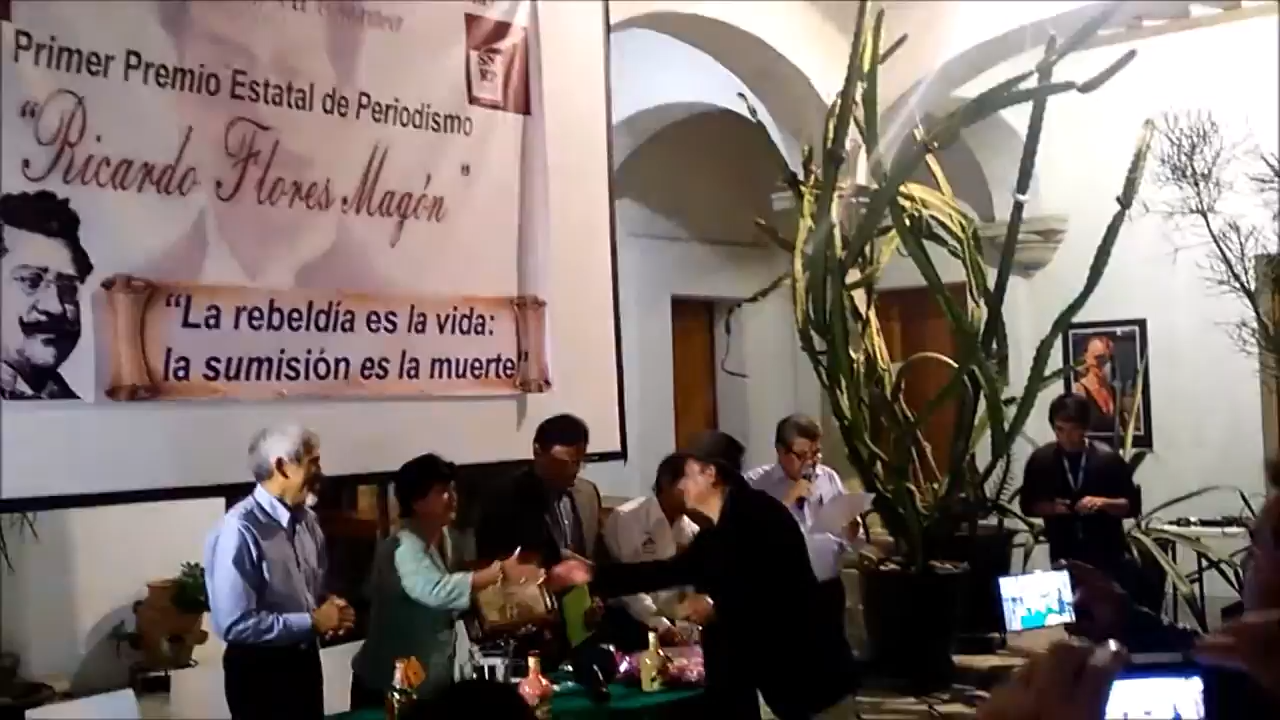 Primer Premio Estatal de Periodismo
“Ricardo Flores Magón”
“La rebeldía es la vida:
la sumisión es la muerte”